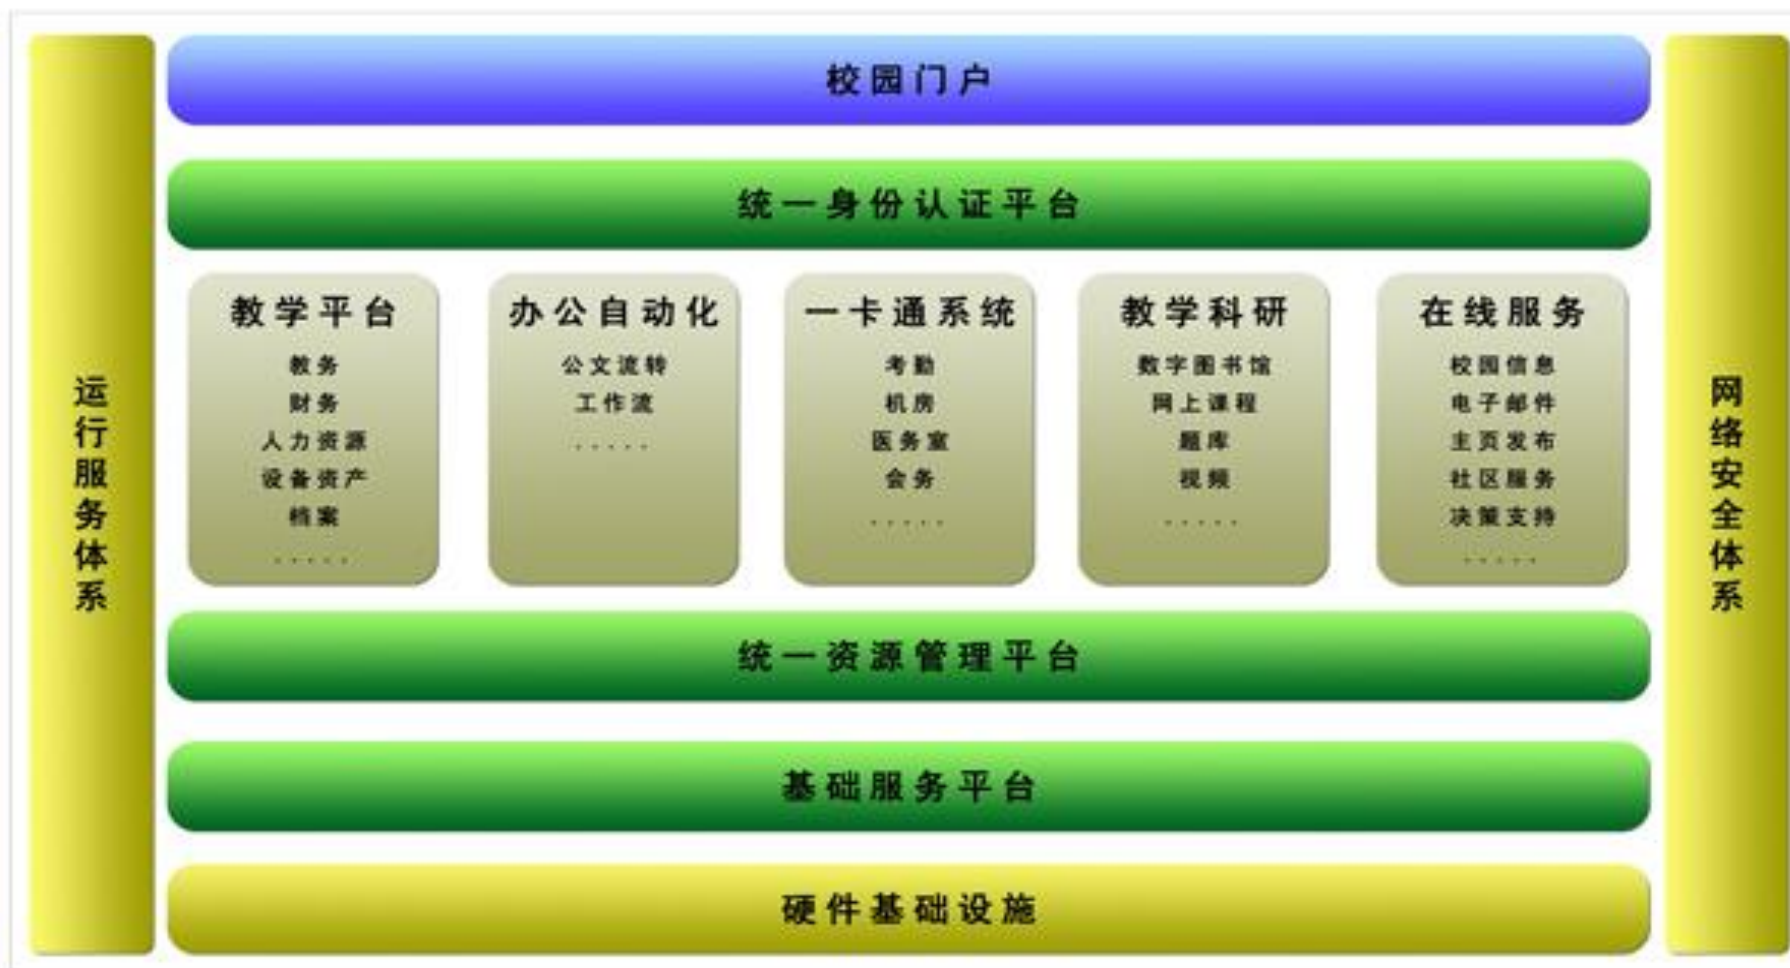 校园门户
统一身份认证平台
运行服务体系
教学平台
教务
财务
人力资源
设备资产
档案
.....
办公自动化
公文流转
工作流
.....
一卡通系统
考勤
机房
医务室
会务
.....
教学科研
数字图书馆
网上课程
题库
视频
.....
在线服务
校园信息
电子邮件
主页发布
社区服务
决策支持
.....
网络安全体系
统一资源管理平台
基础服务平台
硬件基础设施